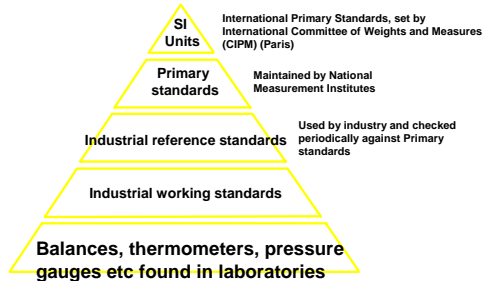 SI
Units
International Primary Standards, set by
International Committee of Weights and Measures
(CIPM) (Paris)
Primary
standards
Maintained by National
Measurement Institutes
Industrial reference standards
Used by industry and checked
periodically against Primary
standards
Industrial working standards
Balances, thermometers, pressure
gauges etc found in laboratories